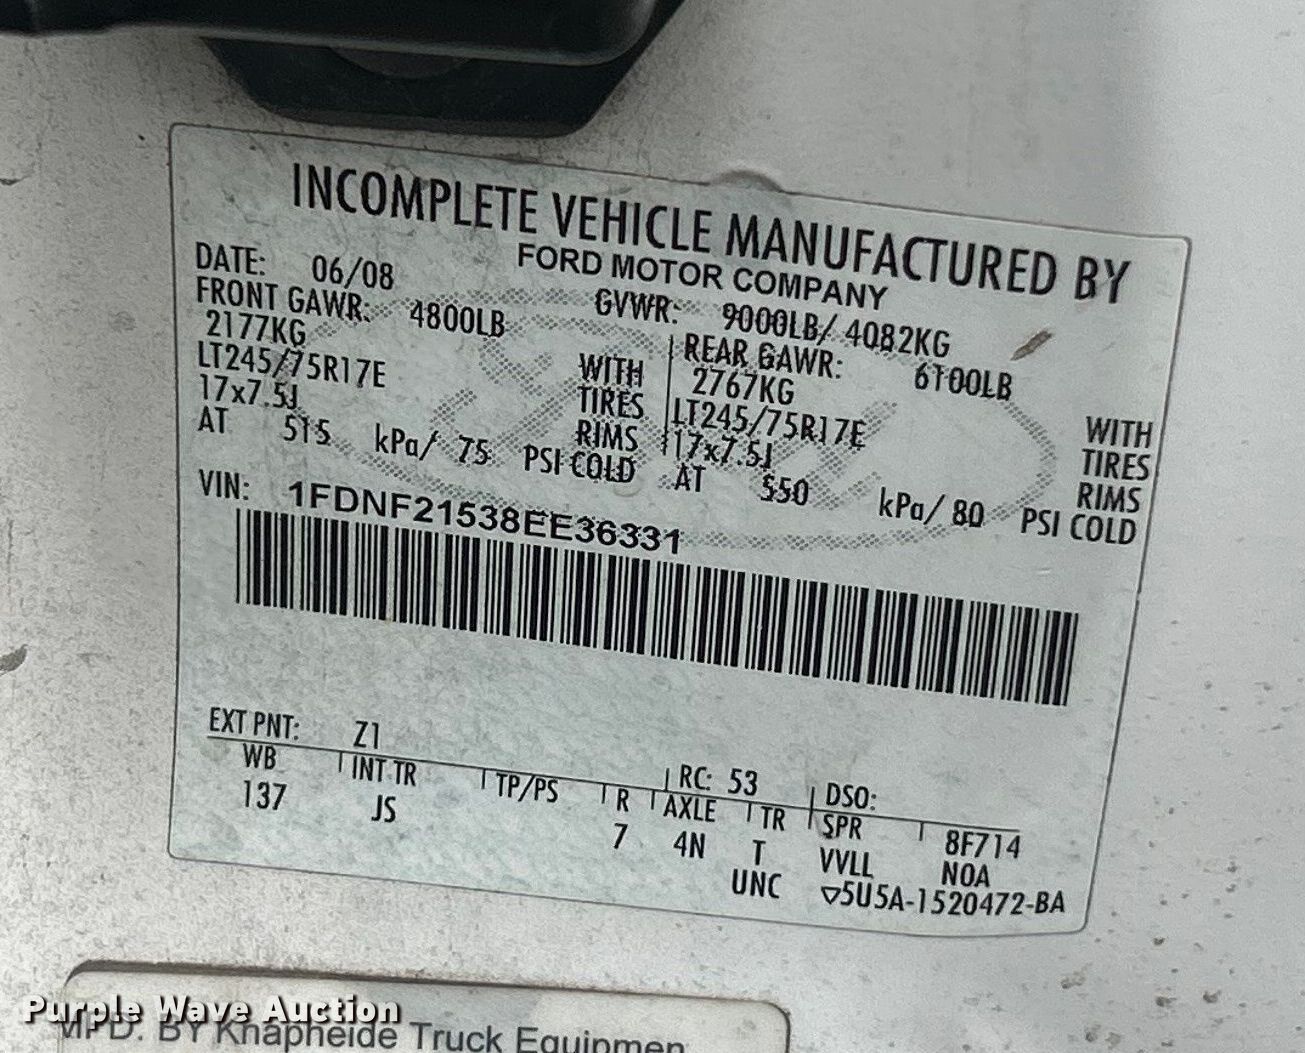 INCOMPLETE VEHICLE MANUFACTURED BY
FORD MOTOR COMPANY
DATE: 06/08 GVWR: 9000LB/ 4082KG
FRONT GAWR: 4800LB REAR GAWR: 6100LB
2177KG WITH 2767KG WITH
LT245/75R17E TIRES LT245/75R17E TIRES
17x7.5J RIMS 17x7.5J RIMS
AT 515 kPa/ 75 PSI COLD AT 550 kPa/ 80 PSI COLD
VIN: 1FDNF21538EE36331
EXT PNT: Z1 RC: 53 DSO:
WB INT TR TP/PS R AXLE TR SPR 8F714
137 JS 7 4N T VVLL NOA
UNC ▽5U5A-1520472-BA
Purple Wave Auction
MFD. BY Knapheide Truck Equipmen